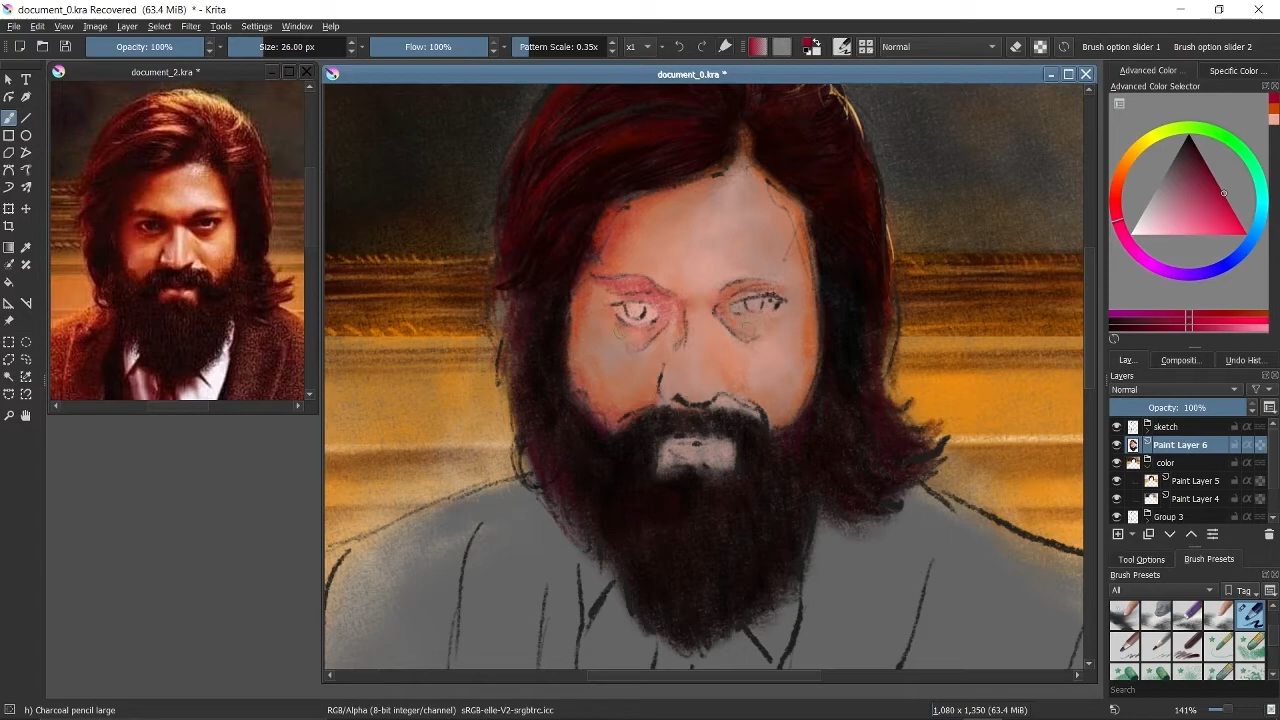 document_0.kra Recovered (63.4 MiB) * - Krita
File Edit View Image Layer Select Filter Tools Settings Window Help
Opacity: 100% Size: 26.00 px Flow: 100% Pattern Scale: 0.35x x1 Normal Brush option slider 1 Brush option slider 2
document_2.kra *
document_0.kra *
Advanced Color ... Specific Color ...
Advanced Color Selector
Lay... Compositi... Undo Hist...
Layers
Normal
Opacity: 100%
sketch
Paint Layer 6
color
Paint Layer 5
Paint Layer 4
Group 3
Tool Options Brush Presets
Brush Presets
All Tag
Search
h) Charcoal pencil large RGB/Alpha (8-bit integer/channel) sRGB-elle-V2-srgbtrc.icc 1,080 x 1,350 (63.4 MiB) 141%